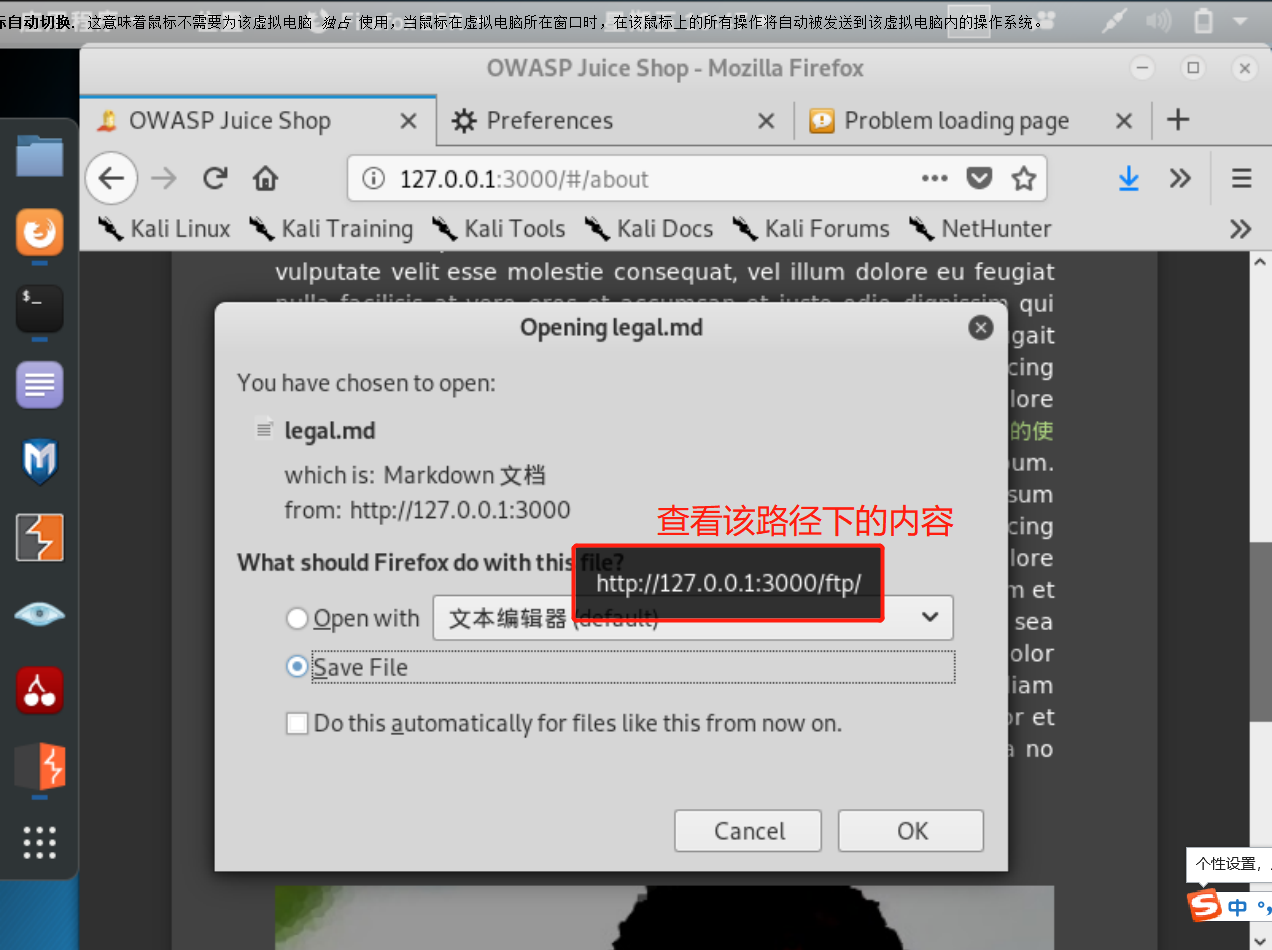 标自动切换. 这意味着鼠标不需要为该虚拟电脑 独占 使用，当鼠标在虚拟电脑所在窗口时，在该鼠标上的所有操作将自动被发送到该虚拟电脑内的操作系统。
OWASP Juice Shop - Mozilla Firefox
OWASP Juice Shop
Preferences
Problem loading page
127.0.0.1:3000/#/about
Kali Linux
Kali Training
Kali Tools
Kali Docs
Kali Forums
NetHunter
vulputate velit esse molestie consequat, vel illum dolore eu feugiat
nulla facilisis at vero eros et accumsan et iusto odio dignissim qui
gait
cing
lore
的使
um.
sum
cing
lore
m et
sea
olor
iam
or et
a no
Opening legal.md
You have chosen to open:
legal.md
which is: Markdown 文档
from: http://127.0.0.1:3000
查看该路径下的内容
What should Firefox do with this file?
http://127.0.0.1:3000/ftp/
Open with
文本编辑器 (default)
Save File
Do this automatically for files like this from now on.
Cancel
OK
个性设置，
S 中 °，